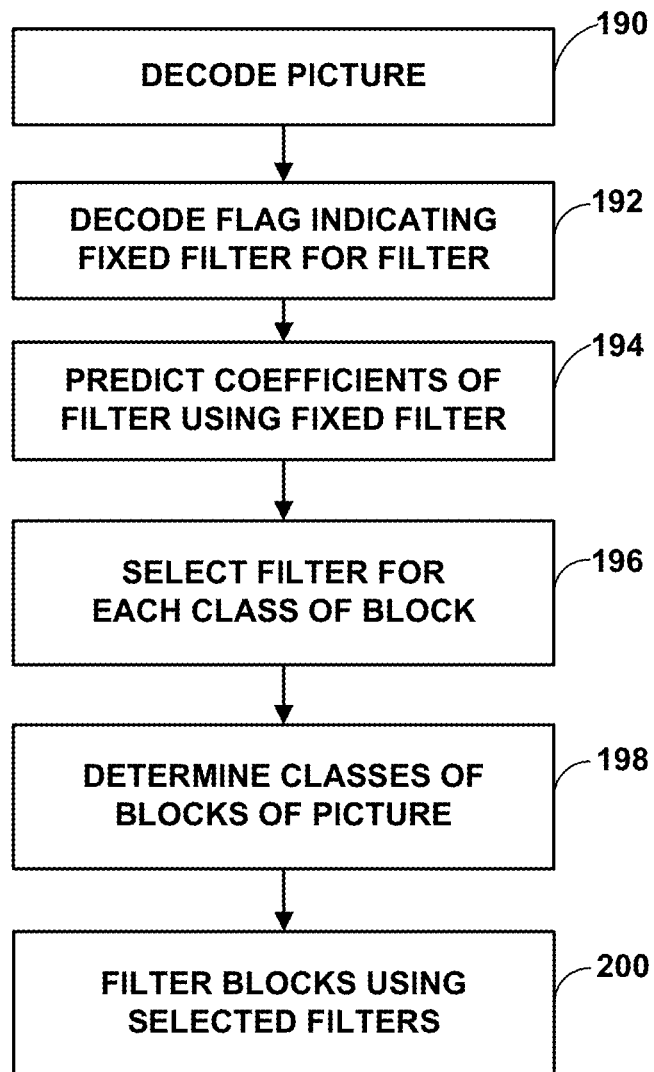 190
DECODE PICTURE
192
DECODE FLAG INDICATING
FIXED FILTER FOR FILTER
194
PREDICT COEFFICIENTS OF
FILTER USING FIXED FILTER
196
SELECT FILTER FOR
EACH CLASS OF BLOCK
198
DETERMINE CLASSES OF
BLOCKS OF PICTURE
200
FILTER BLOCKS USING
SELECTED FILTERS